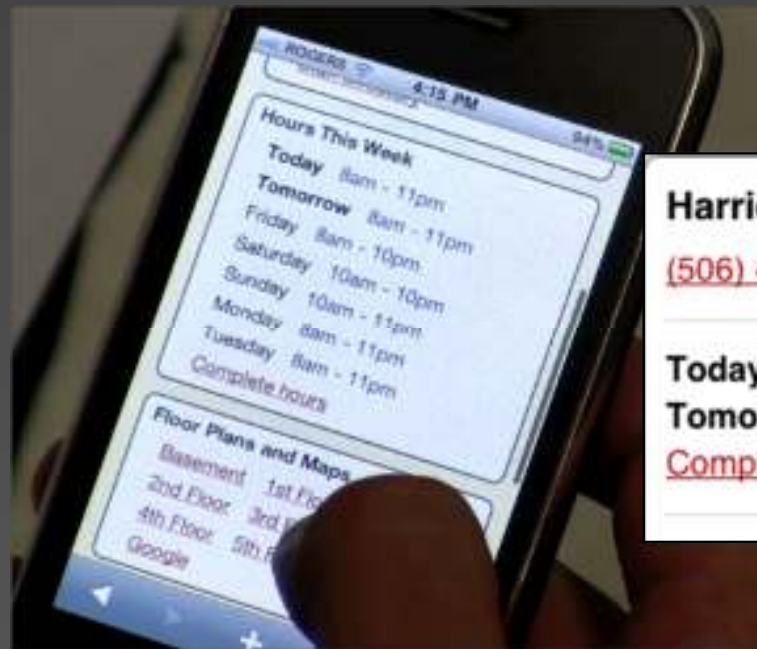 ROGERS 4:15 PM 94%
Hours This Week
Today 8am - 11pm
Tomorrow 8am - 11pm
Friday 8am - 10pm
Saturday 10am - 10pm
Sunday 10am - 11pm
Monday 8am - 11pm
Tuesday 8am - 11pm
Complete hours
Floor Plans and Maps
Basement 1st Flo
2nd Floor 3rd
4th Floor 5th
Google
Harri
(506)
Today
Tomo
Comp